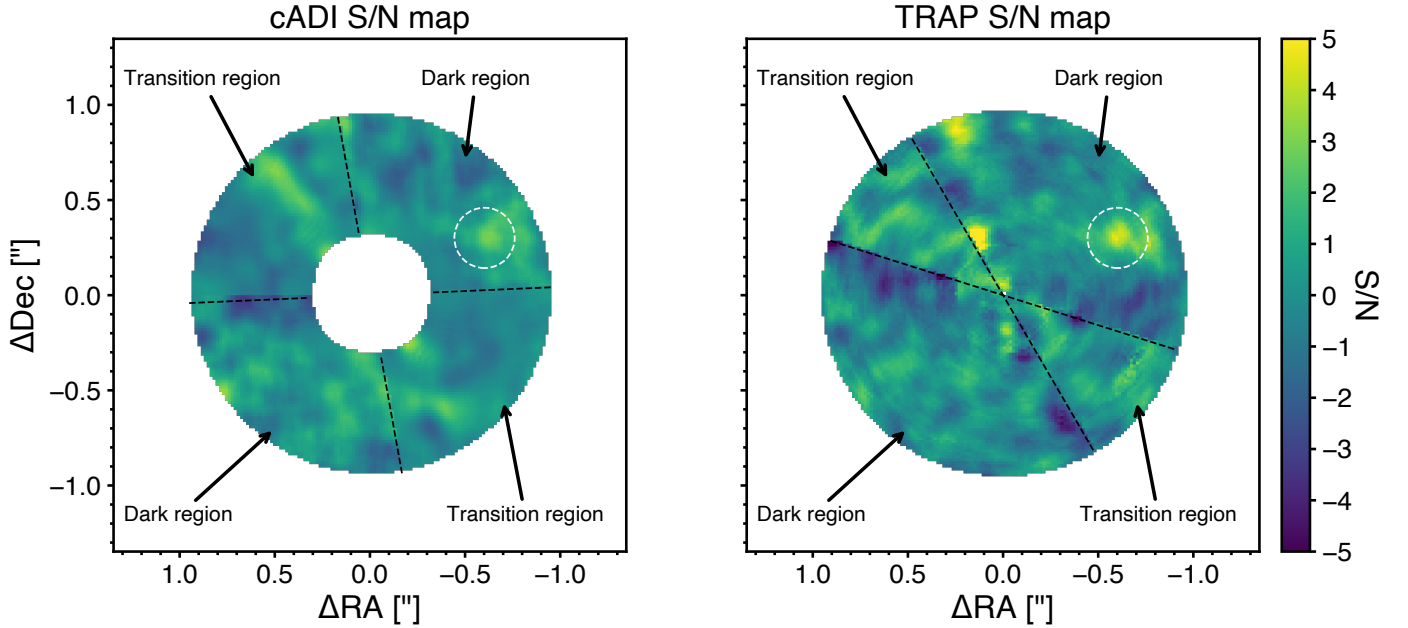 cADI S/N map
TRAP S/N map
Transition region
Dark region
Transition region
Dark region
1.0
0.5
0.0
−0.5
−1.0
ΔDec ["]
Dark region
Transition region
Dark region
Transition region
1.0
0.5
0.0
−0.5
−1.0
1.0
0.5
0.0
−0.5
−1.0
ΔRA ["]
ΔRA ["]
5
4
3
2
1
0
−1
−2
−3
−4
−5
S/N